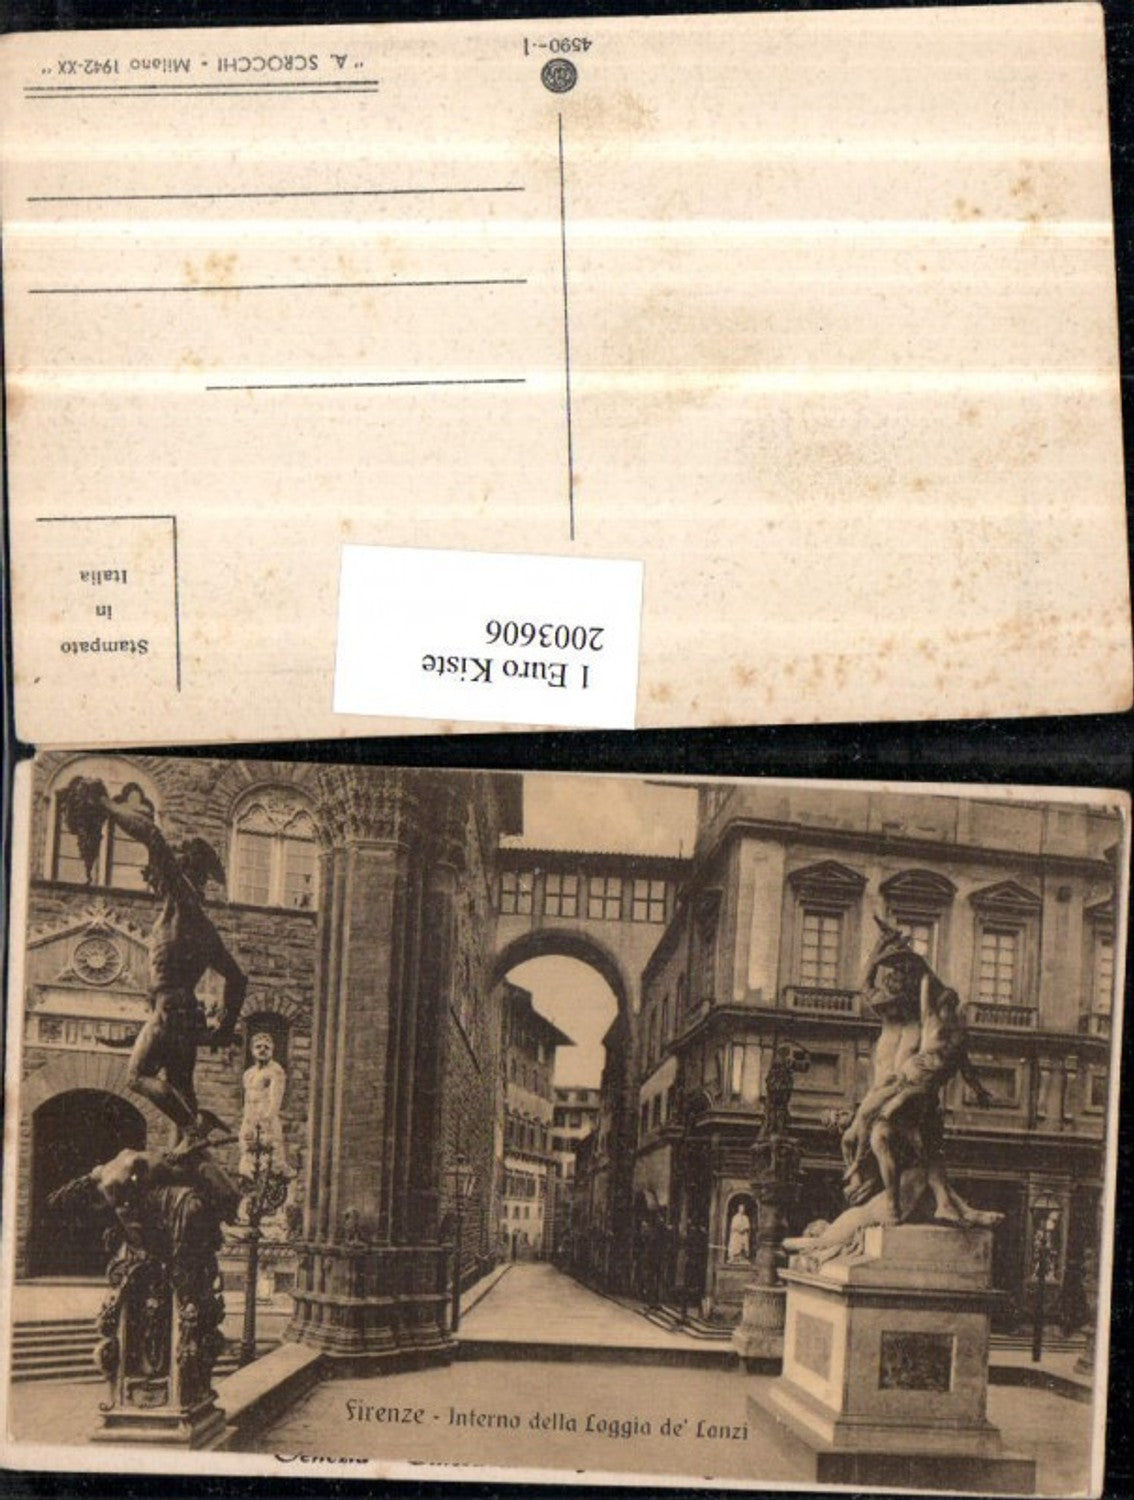 4590-1
" A. SCROCCHI - Milano 1942-XX "
Stampato
in
Italia
1 Euro Kiste
2003606
Firenze - Interno della Loggia de' Lanzi
Venezia